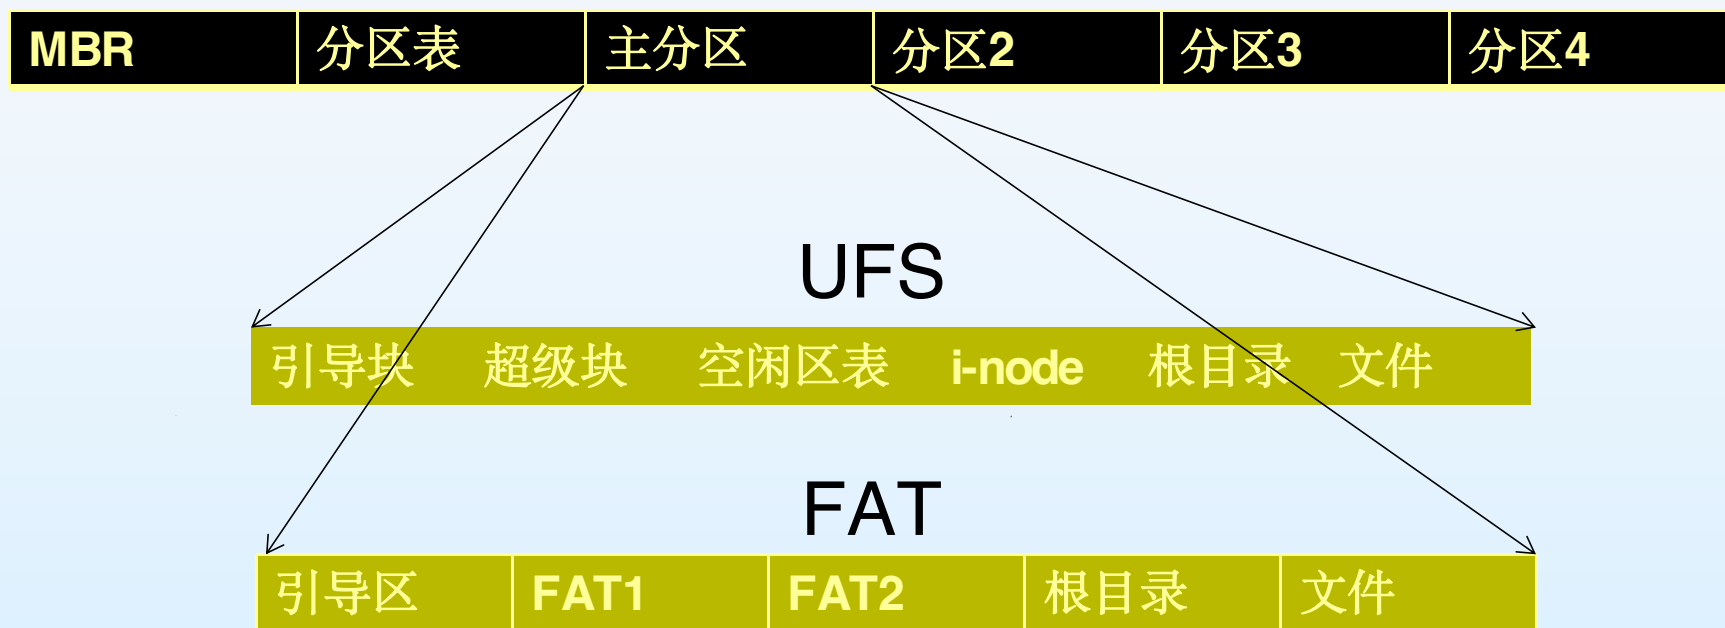 MBR 分区表 主分区 分区2 分区3 分区4
UFS
引导块 超级块 空闲区表 i-node 根目录 文件
FAT
引导区 FAT1 FAT2 根目录 文件